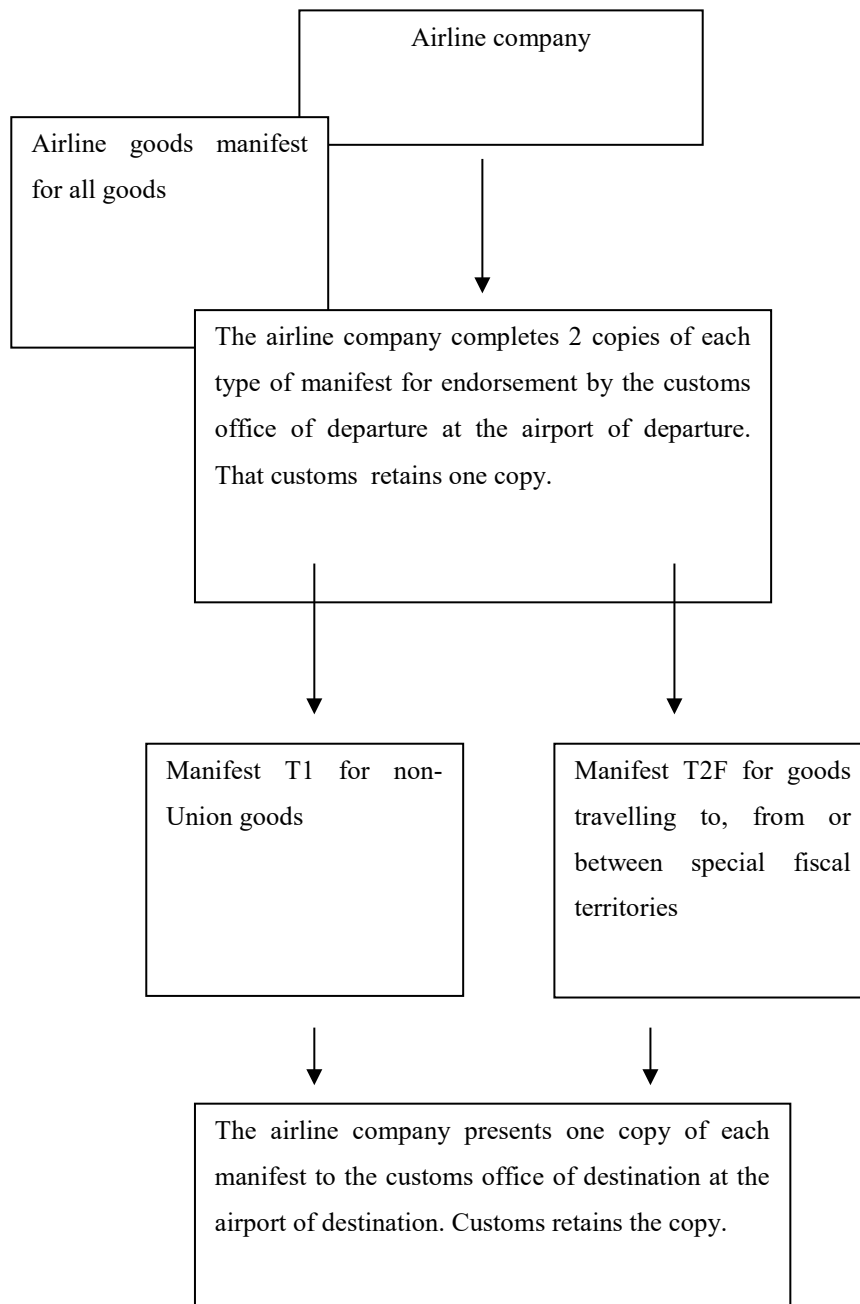 Airline company
Airline goods manifest
for all goods
The airline company completes 2 copies of each
type of manifest for endorsement by the customs
office of departure at the airport of departure.
That customs retains one copy.
Manifest T1 for non-
Union goods
Manifest T2F for goods
travelling to, from or
between special fiscal
territories
The airline company presents one copy of each
manifest to the customs office of destination at the
airport of destination. Customs retains the copy.